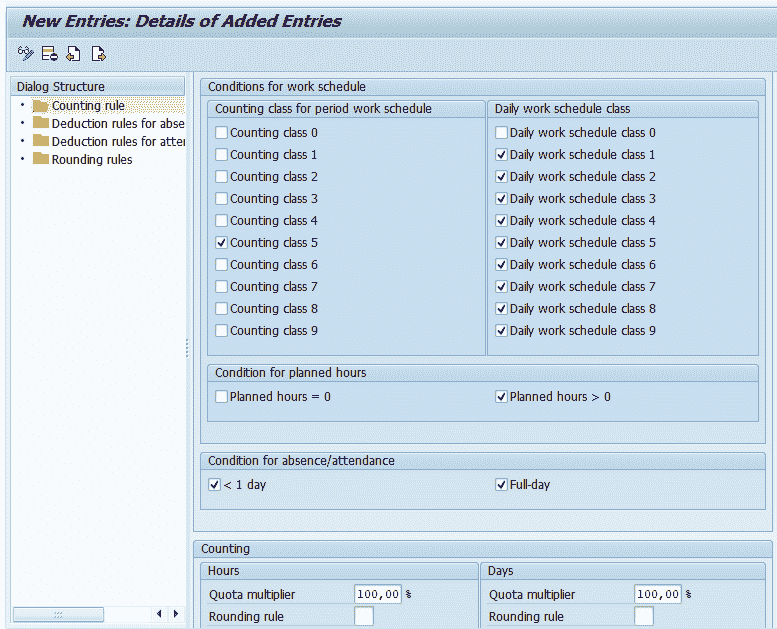 New Entries: Details of Added Entries
Dialog Structure
Counting rule
Deduction rules for abse
Deduction rules for atter
Rounding rules
Conditions for work schedule
Counting class for period work schedule
Counting class 0
Counting class 1
Counting class 2
Counting class 3
Counting class 4
Counting class 5
Counting class 6
Counting class 7
Counting class 8
Counting class 9
Daily work schedule class
Daily work schedule class 0
Daily work schedule class 1
Daily work schedule class 2
Daily work schedule class 3
Daily work schedule class 4
Daily work schedule class 5
Daily work schedule class 6
Daily work schedule class 7
Daily work schedule class 8
Daily work schedule class 9
Condition for planned hours
Planned hours = 0
Planned hours > 0
Condition for absence/attendance
< 1 day
Full-day
Counting
Hours
Quota multiplier 100,00 %
Rounding rule
Days
Quota multiplier 100,00 %
Rounding rule